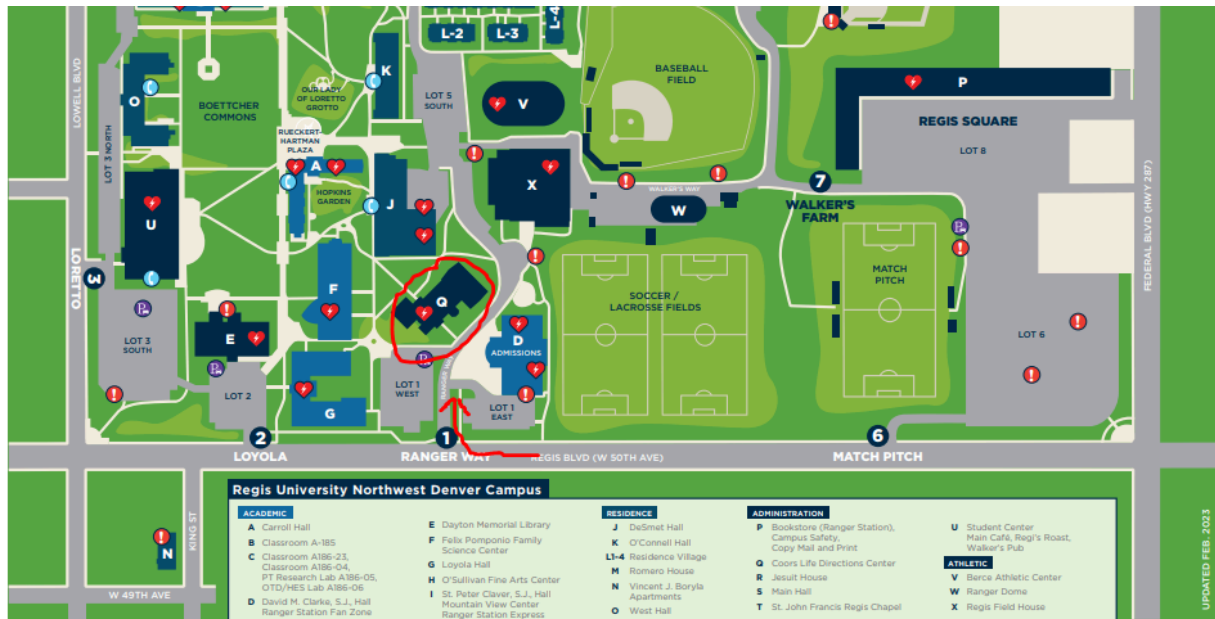 L-2
L-3
L-4
K
O
V
P
BASEBALL
FIELD
LOWELL BLVD
OUR LADY
OF LORETTO
GROTTO
BOETTCHER
COMMONS
LOT 5
SOUTH
REGIS SQUARE
LOT 8
RUECKERT-
HARTMAN
PLAZA
LOT 3 NORTH
A
X
HOPKINS
GARDEN
J
WALKER'S WAY
W
7
WALKER'S
FARM
U
FEDERAL BLVD (HWY 287)
LORETTO
3
F
Q
SOCCER /
LACROSSE FIELDS
MATCH
PITCH
E
D
ADMISSIONS
LOT 3
SOUTH
LOT 6
LOT 2
LOT 1
WEST
G
LOT 1
EAST
2
LOYOLA
1
RANGER WAY
REGIS BLVD (W 50TH AVE)
6
MATCH PITCH
KING ST
N
W 49TH AVE
Regis University Northwest Denver Campus
ACADEMIC
A Carroll Hall
B Classroom A-185
C Classroom A186-23,
Classroom A186-04,
PT Research Lab A186-05,
OTD/HES Lab A186-06
D David M. Clarke, S.J., Hall
Ranger Station Fan Zone
E Dayton Memorial Library
F Felix Pomponio Family
Science Center
G Loyola Hall
H O'Sullivan Fine Arts Center
I St. Peter Claver, S.J., Hall
Mountain View Center
Ranger Station Express
RESIDENCE
J DeSmet Hall
K O'Connell Hall
L1-4 Residence Village
M Romero House
N Vincent J. Boryla
Apartments
O West Hall
ADMINISTRATION
P Bookstore (Ranger Station),
Campus Safety,
Copy Mail and Print
Q Coors Life Directions Center
R Jesuit House
S Main Hall
T St. John Francis Regis Chapel
U Student Center
Main Café, Regi's Roast,
Walker's Pub
ATHLETIC
V Berce Athletic Center
W Ranger Dome
X Regis Field House
UPDATED FEB. 2023